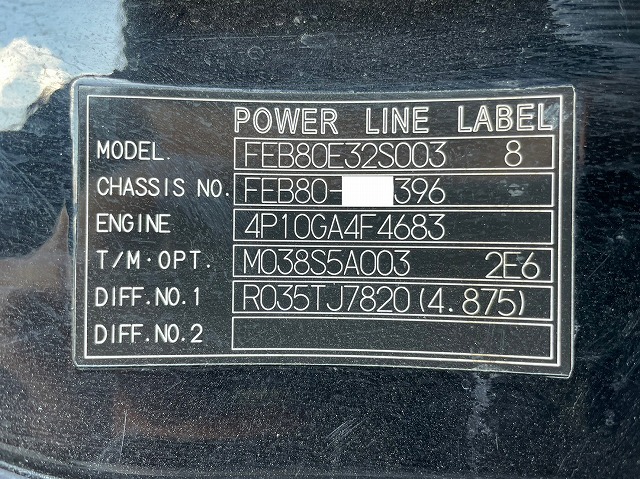 POWER LINE LABEL
MODEL. FEB80E32S003 8
CHASSIS NO. FEB80- 396
ENGINE 4P10GA4F4683
T/M·OPT. M038S5A003 2E6
DIFF.NO.1 R035TJ7820(4.875)
DIFF.NO.2